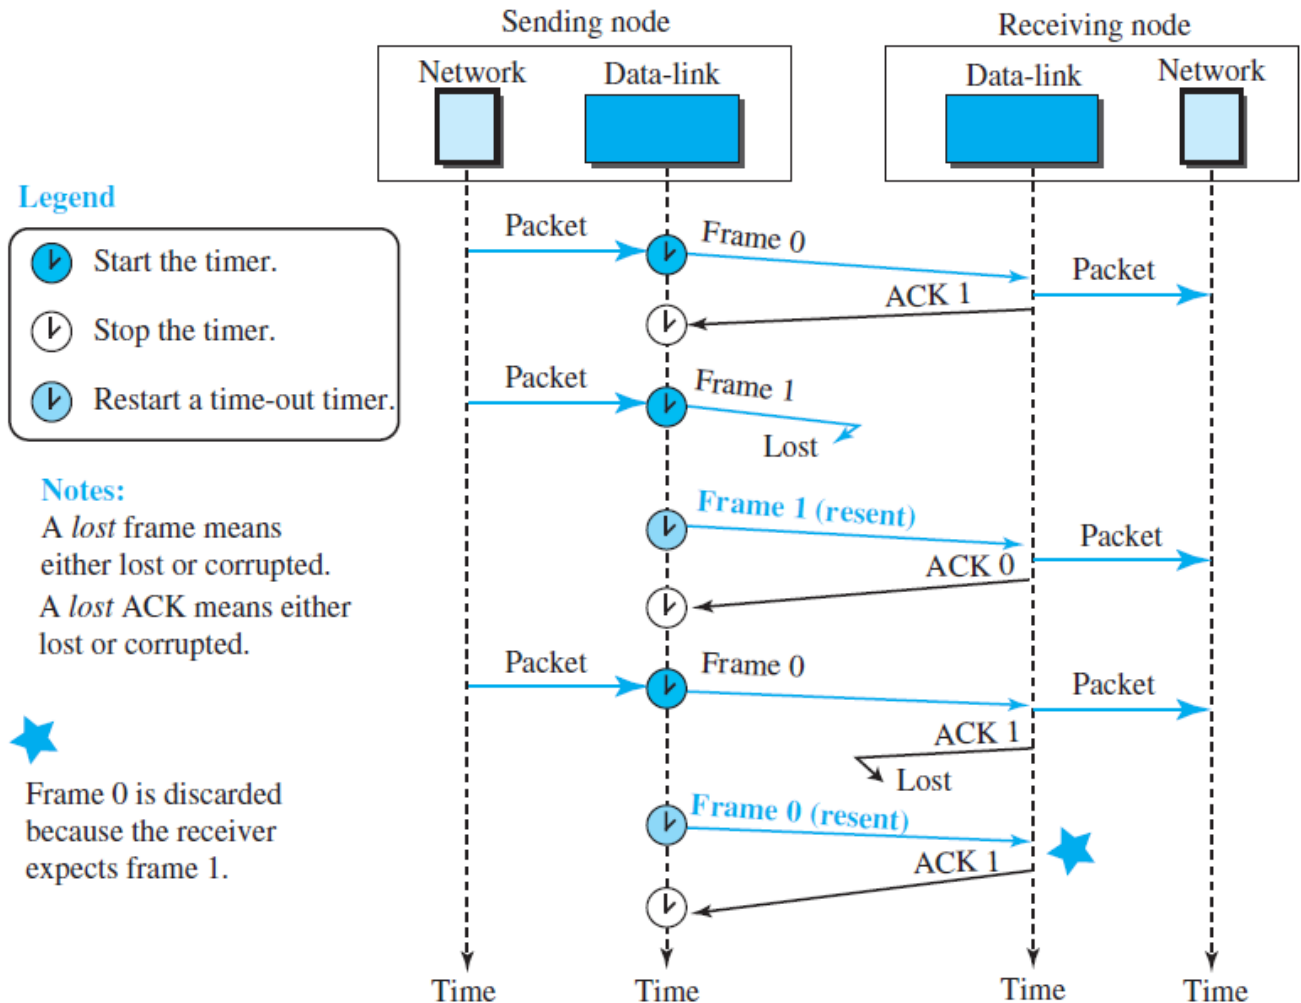 Sending node
Receiving node
Network
Data-link
Data-link
Network
Legend
Start the timer.
Stop the timer.
Restart a time-out timer.
Notes:
A lost frame means
either lost or corrupted.
A lost ACK means either
lost or corrupted.
Frame 0 is discarded
because the receiver
expects frame 1.
Packet
Frame 0
Packet
ACK 1
Packet
Frame 1
Lost
Frame 1 (resent)
Packet
ACK 0
Packet
Frame 0
Packet
ACK 1
Lost
Frame 0 (resent)
ACK 1
Time
Time
Time
Time